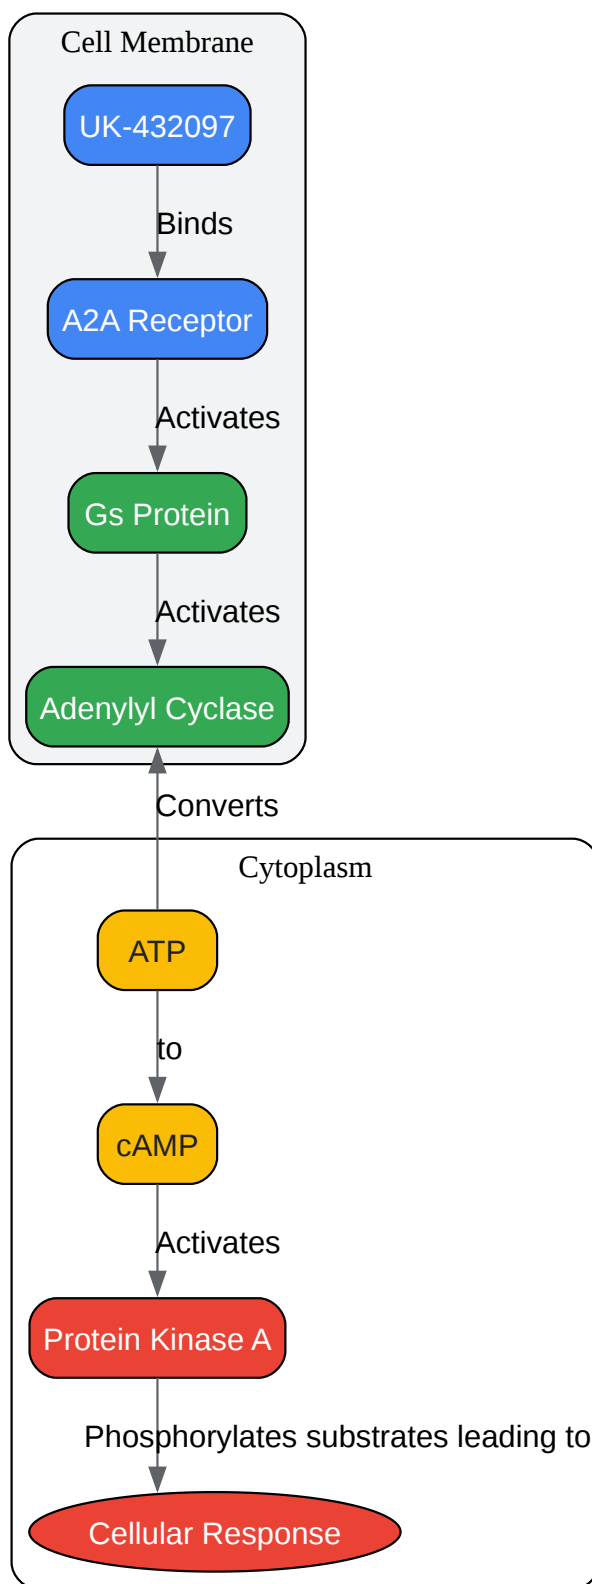 Cell Membrane
UK-432097
Binds
A2A Receptor
Activates
Gs Protein
Activates
Adenylyl Cyclase
Converts
Cytoplasm
ATP
to
cAMP
Activates
Protein Kinase A
Phosphorylates substrates leading to
Cellular Response